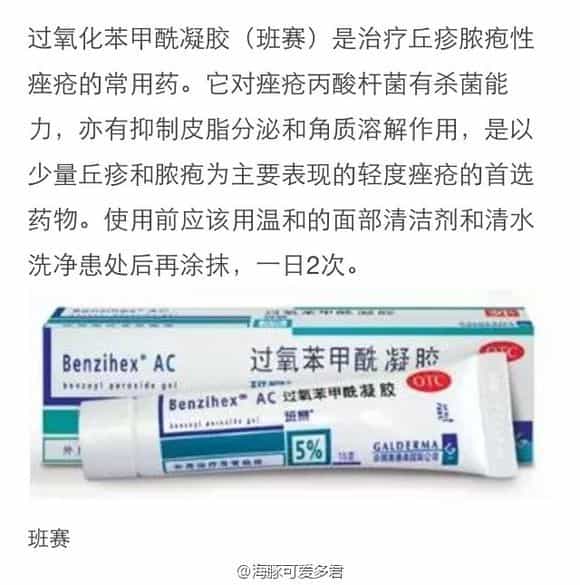 过氧化苯甲酰凝胶（班赛）是治疗丘疹脓疱性
痤疮的常用药。它对痤疮丙酸杆菌有杀菌能
力，亦有抑制皮脂分泌和角质溶解作用，是以
少量丘疹和脓疱为主要表现的轻度痤疮的首选
药物。使用前应该用温和的面部清洁剂和清水
洗净患处后再涂抹，一日2次。
Benzihex® AC
benzoyl peroxide gel
过氧苯甲酰凝胶
OTC
Benzihex® AC
benzoyl peroxide gel
过氧苯甲酰凝胶
班赛®
OTC
5%
15克
GALDERMA
班赛
@海豚可爱多君